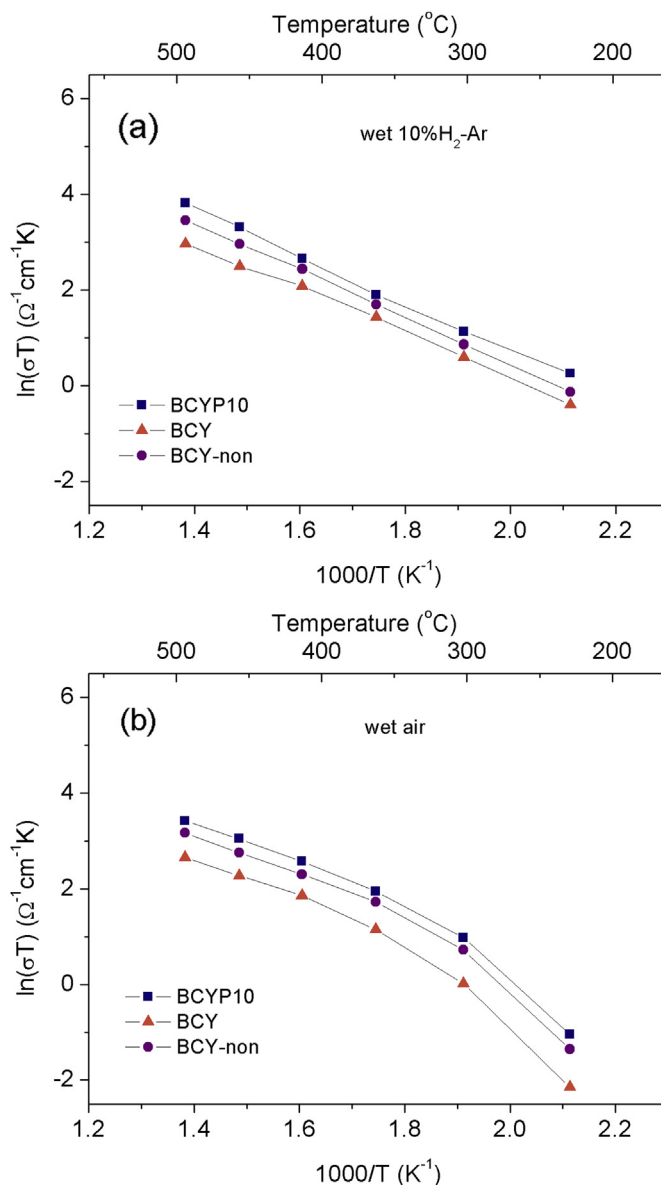 Temperature (°C)
500 400 300 200
6
4
2
0
-2
ln(σT) (Ω⁻¹cm⁻¹K)
(a)
wet 10%H₂-Ar
BCYP10
BCY
BCY-non
1.2 1.4 1.6 1.8 2.0 2.2
1000/T (K⁻¹)
Temperature (°C)
500 400 300 200
6
4
2
0
-2
ln(σT) (Ω⁻¹cm⁻¹K)
(b)
wet air
BCYP10
BCY
BCY-non
1.2 1.4 1.6 1.8 2.0 2.2
1000/T (K⁻¹)